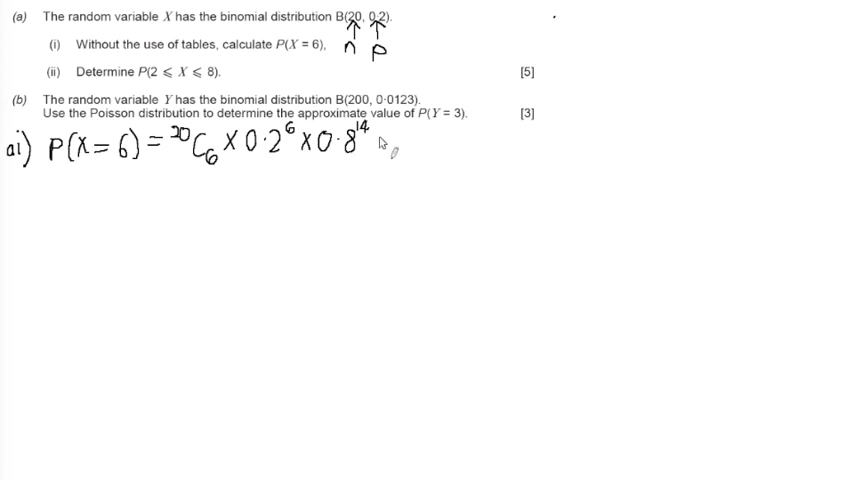 (a) The random variable X has the binomial distribution B(20, 0·2).
(i) Without the use of tables, calculate P(X = 6),
n p
(ii) Determine P(2 ⩽ X ⩽ 8). [5]
(b) The random variable Y has the binomial distribution B(200, 0·0123).
Use the Poisson distribution to determine the approximate value of P(Y = 3). [3]
ai) P(X = 6) = ²⁰C₆ × 0·2⁶ × 0·8¹⁴